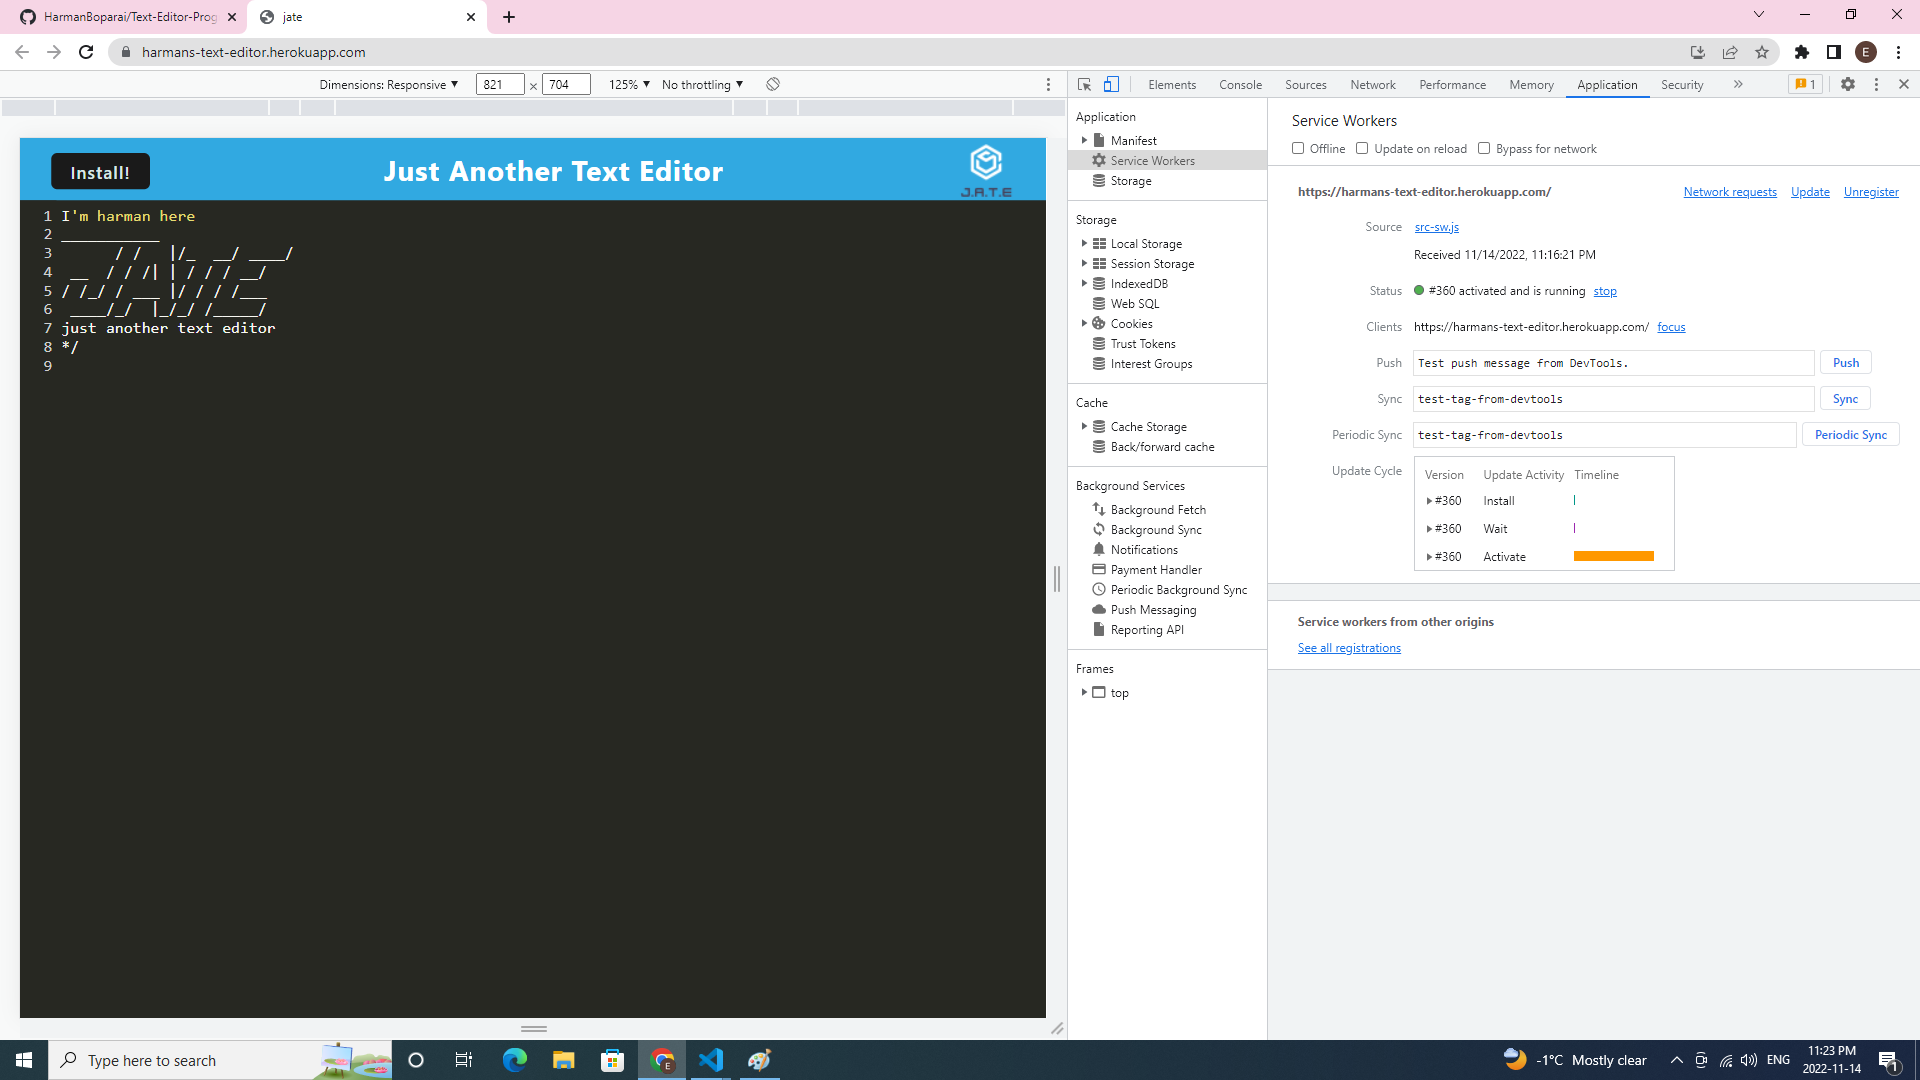 HarmanBoparai/Text-Editor-Prog
jate
harmans-text-editor.herokuapp.com
E
Dimensions: Responsive
821
×
704
125%
No throttling
Elements
Console
Sources
Network
Performance
Memory
Application
Security
1
Install!
Just Another Text Editor
J.A.T.E
1 I'm harman here
2 ___________
3       / /   |/_  __/ ____/
4  __  / / /| | / / / __/
5 / /_/ / ___ |/ / / /___
6  ____/_/  |_/_/ /_____/
7 just another text editor
8 */
9
Application
Manifest
Service Workers
Storage
Storage
Local Storage
Session Storage
IndexedDB
Web SQL
Cookies
Trust Tokens
Interest Groups
Cache
Cache Storage
Back/forward cache
Background Services
Background Fetch
Background Sync
Notifications
Payment Handler
Periodic Background Sync
Push Messaging
Reporting API
Frames
top
Service Workers
Offline
Update on reload
Bypass for network
https://harmans-text-editor.herokuapp.com/
Network requests
Update
Unregister
Source src-sw.js
Received 11/14/2022, 11:16:21 PM
Status #360 activated and is running stop
Clients https://harmans-text-editor.herokuapp.com/ focus
Push Test push message from DevTools. Push
Sync test-tag-from-devtools Sync
Periodic Sync test-tag-from-devtools Periodic Sync
Update Cycle Version Update Activity Timeline
#360 Install
#360 Wait
#360 Activate
Service workers from other origins
See all registrations
Type here to search
E
-1°C Mostly clear
ENG
11:23 PM
2022-11-14
1